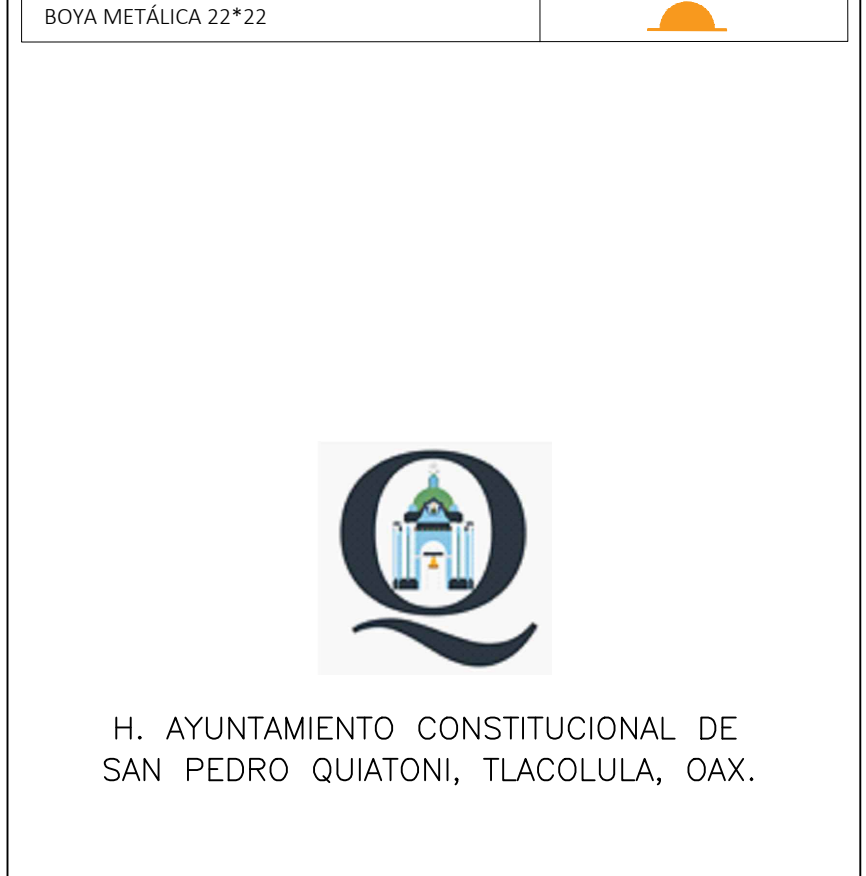 BOYA METÁLICA 22*22
Q
H. AYUNTAMIENTO CONSTITUCIONAL DE
SAN PEDRO QUIATONI, TLACOLULA, OAX.